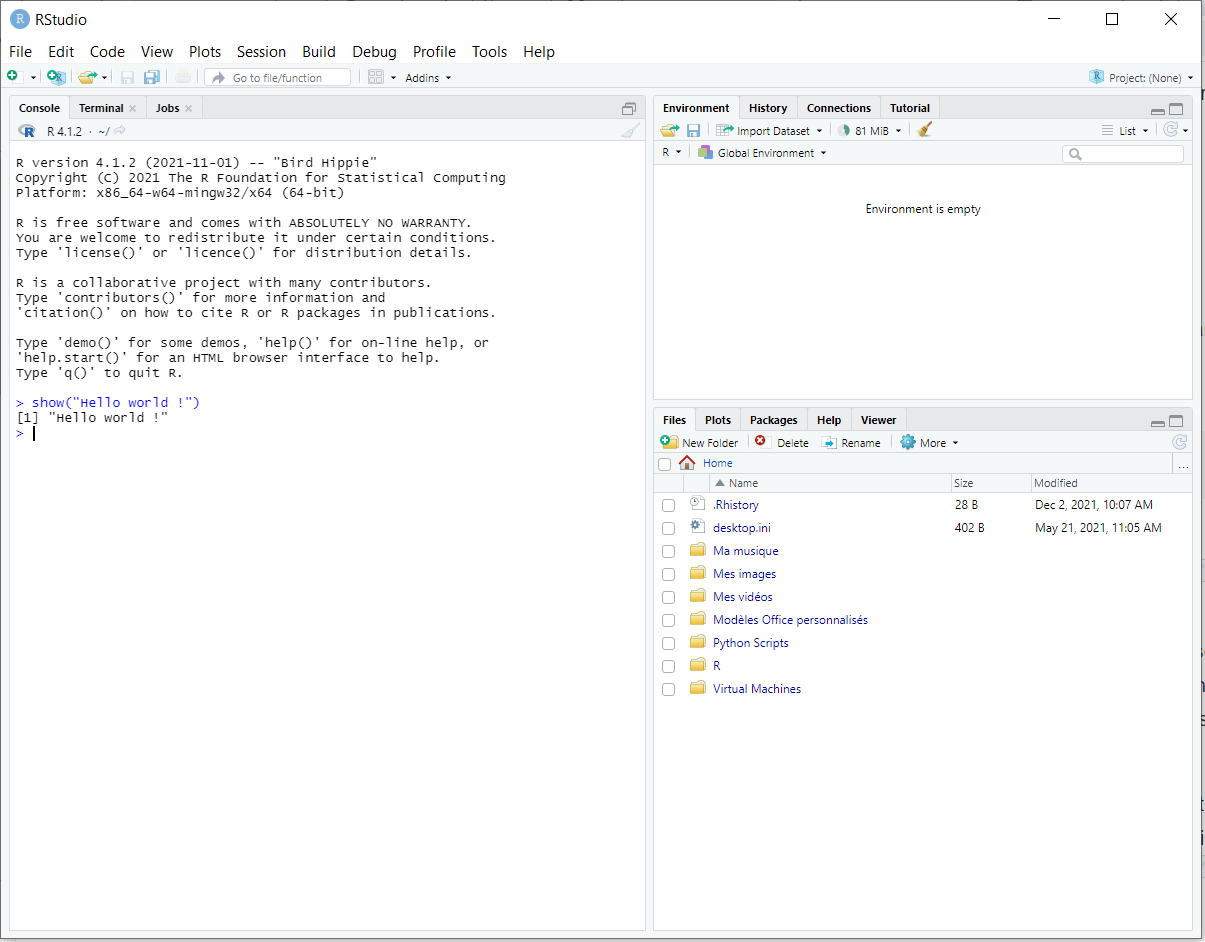 R RStudio
File Edit Code View Plots Session Build Debug Profile Tools Help
Go to file/function Addins Project: (None)
Console Terminal Jobs
R R 4.1.2 · ~/
R version 4.1.2 (2021-11-01) -- "Bird Hippie"
Copyright (C) 2021 The R Foundation for Statistical Computing
Platform: x86_64-w64-mingw32/x64 (64-bit)
R is free software and comes with ABSOLUTELY NO WARRANTY.
You are welcome to redistribute it under certain conditions.
Type 'license()' or 'licence()' for distribution details.
R is a collaborative project with many contributors.
Type 'contributors()' for more information and
'citation()' on how to cite R or R packages in publications.
Type 'demo()' for some demos, 'help()' for on-line help, or
'help.start()' for an HTML browser interface to help.
Type 'q()' to quit R.
> show("Hello world !")
[1] "Hello world !"
>
Environment History Connections Tutorial
Import Dataset 81 MiB List
R Global Environment
Environment is empty
Files Plots Packages Help Viewer
New Folder Delete Rename More
Home ...
Name Size Modified
.Rhistory 28 B Dec 2, 2021, 10:07 AM
desktop.ini 402 B May 21, 2021, 11:05 AM
Ma musique
Mes images
Mes vidéos
Modèles Office personnalisés
Python Scripts
R
Virtual Machines